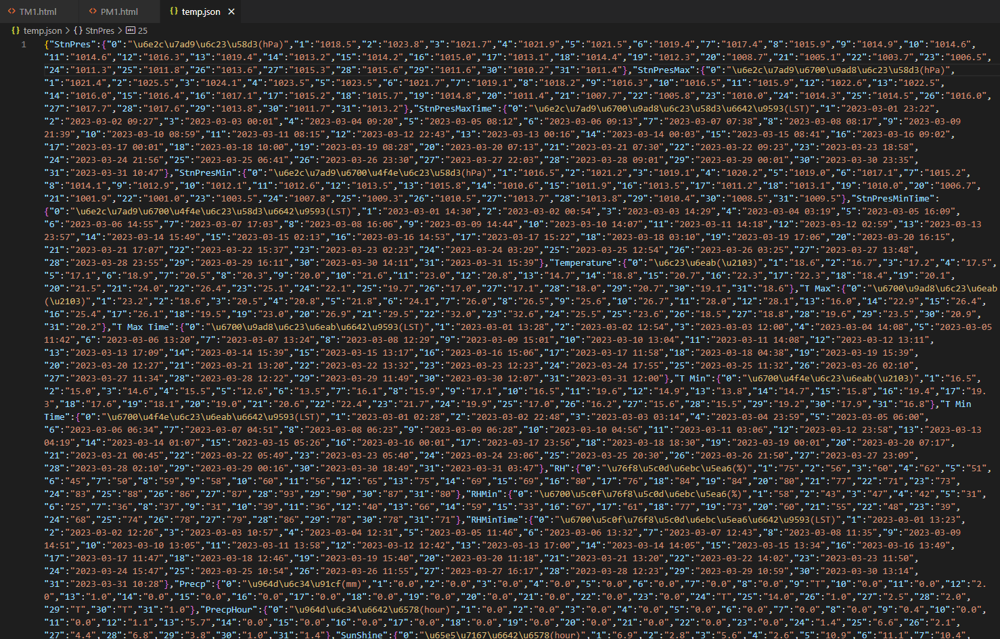 TM1.html PM1.html temp.json
temp.json > StnPres > 25
1 {"StnPres":{"0":"\u6e2c\u7ad9\u6c23\u58d3(hPa)","1":"1018.5","2":"1023.8","3":"1021.7","4":"1021.9","5":"1021.5","6":"1019.4","7":"1017.4","8":"1015.9","9":"1014.9","10":"1014.6",
"11":"1014.6","12":"1016.3","13":"1019.4","14":"1013.2","15":"1014.2","16":"1015.0","17":"1013.1","18":"1014.4","19":"1012.3","20":"1008.7","21":"1005.1","22":"1003.7","23":"1006.5",
"24":"1011.3","25":"1011.8","26":"1013.6","27":"1015.3","28":"1015.6","29":"1011.6","30":"1010.2","31":"1011.4"},"StnPresMax":{"0":"\u6e2c\u7ad9\u6700\u9ad8\u6c23\u58d3(hPa)",
"1":"1021.4","2":"1025.5","3":"1024.1","4":"1023.5","5":"1023.5","6":"1021.7","7":"1019.1","8":"1018.2","9":"1016.3","10":"1016.5","11":"1015.9","12":"1022.6","13":"1022.5",
"14":"1016.0","15":"1016.4","16":"1017.1","17":"1015.2","18":"1015.7","19":"1014.8","20":"1011.4","21":"1007.7","22":"1005.8","23":"1010.0","24":"1014.3","25":"1014.5","26":"1016.0",
"27":"1017.7","28":"1017.6","29":"1013.8","30":"1011.7","31":"1013.2"},"StnPresMaxTime":{"0":"\u6e2c\u7ad9\u6700\u9ad8\u6c23\u58d3\u6642\u9593(LST)","1":"2023-03-01 23:22",
"2":"2023-03-02 09:27","3":"2023-03-03 00:01","4":"2023-03-04 09:20","5":"2023-03-05 08:12","6":"2023-03-06 09:13","7":"2023-03-07 07:38","8":"2023-03-08 08:17","9":"2023-03-09
21:39","10":"2023-03-10 08:59","11":"2023-03-11 08:15","12":"2023-03-12 22:43","13":"2023-03-13 00:16","14":"2023-03-14 00:03","15":"2023-03-15 08:41","16":"2023-03-16 09:02",
"17":"2023-03-17 00:01","18":"2023-03-18 10:00","19":"2023-03-19 08:28","20":"2023-03-20 07:13","21":"2023-03-21 07:30","22":"2023-03-22 09:23","23":"2023-03-23 18:58",
"24":"2023-03-24 21:56","25":"2023-03-25 06:41","26":"2023-03-26 23:30","27":"2023-03-27 22:03","28":"2023-03-28 09:01","29":"2023-03-29 00:01","30":"2023-03-30 23:35",
"31":"2023-03-31 10:47"},"StnPresMin":{"0":"\u6e2c\u7ad9\u6700\u4f4e\u6c23\u58d3(hPa)","1":"1016.5","2":"1021.2","3":"1019.1","4":"1020.2","5":"1019.0","6":"1017.1","7":"1015.2",
"8":"1014.1","9":"1012.9","10":"1012.1","11":"1012.6","12":"1013.5","13":"1015.8","14":"1010.6","15":"1011.9","16":"1013.5","17":"1011.2","18":"1013.1","19":"1010.0","20":"1006.7",
"21":"1001.9","22":"1001.0","23":"1003.5","24":"1007.8","25":"1009.3","26":"1010.5","27":"1013.7","28":"1013.8","29":"1010.4","30":"1008.5","31":"1009.5"},"StnPresMinTime":
{"0":"\u6e2c\u7ad9\u6700\u4f4e\u6c23\u58d3\u6642\u9593(LST)","1":"2023-03-01 14:30","2":"2023-03-02 00:54","3":"2023-03-03 14:29","4":"2023-03-04 03:19","5":"2023-03-05 16:09",
"6":"2023-03-06 14:55","7":"2023-03-07 17:03","8":"2023-03-08 16:06","9":"2023-03-09 14:44","10":"2023-03-10 14:07","11":"2023-03-11 14:18","12":"2023-03-12 02:59","13":"2023-03-13
23:57","14":"2023-03-14 15:49","15":"2023-03-15 02:13","16":"2023-03-16 14:53","17":"2023-03-17 15:22","18":"2023-03-18 03:10","19":"2023-03-19 17:06","20":"2023-03-20 16:15",
"21":"2023-03-21 17:07","22":"2023-03-22 15:37","23":"2023-03-23 02:23","24":"2023-03-24 03:29","25":"2023-03-25 12:54","26":"2023-03-26 03:25","27":"2023-03-27 13:48",
"28":"2023-03-28 23:55","29":"2023-03-29 16:11","30":"2023-03-30 14:11","31":"2023-03-31 15:39"},"Temperature":{"0":"\u6c23\u6eab(\u2103)","1":"18.6","2":"16.7","3":"17.2","4":"17.5",
"5":"17.1","6":"18.9","7":"20.5","8":"20.3","9":"20.0","10":"21.6","11":"23.0","12":"20.8","13":"14.7","14":"18.8","15":"20.7","16":"22.3","17":"22.3","18":"18.4","19":"20.1",
"20":"21.5","21":"24.0","22":"26.4","23":"25.1","24":"22.1","25":"19.7","26":"17.0","27":"17.1","28":"18.0","29":"20.7","30":"19.1","31":"18.6"},"T Max":{"0":"\u6700\u9ad8\u6c23\u6eab
(\u2103)","1":"23.2","2":"18.6","3":"20.5","4":"20.8","5":"21.8","6":"24.1","7":"26.0","8":"26.5","9":"25.6","10":"26.7","11":"28.0","12":"28.1","13":"16.0","14":"22.9","15":"26.4",
"16":"25.4","17":"26.1","18":"19.5","19":"23.0","20":"26.9","21":"29.5","22":"32.0","23":"32.6","24":"25.5","25":"23.6","26":"18.5","27":"18.8","28":"19.6","29":"23.5","30":"20.9",
"31":"20.2"},"T Max Time":{"0":"\u6700\u9ad8\u6c23\u6eab\u6642\u9593(LST)","1":"2023-03-01 13:28","2":"2023-03-02 12:54","3":"2023-03-03 12:00","4":"2023-03-04 14:08","5":"2023-03-05
11:42","6":"2023-03-06 13:20","7":"2023-03-07 13:24","8":"2023-03-08 12:29","9":"2023-03-09 15:01","10":"2023-03-10 13:04","11":"2023-03-11 14:08","12":"2023-03-12 13:11",
"13":"2023-03-13 17:09","14":"2023-03-14 15:39","15":"2023-03-15 13:17","16":"2023-03-16 15:06","17":"2023-03-17 11:58","18":"2023-03-18 04:38","19":"2023-03-19 15:39",
"20":"2023-03-20 12:27","21":"2023-03-21 13:20","22":"2023-03-22 13:32","23":"2023-03-23 12:23","24":"2023-03-24 17:55","25":"2023-03-25 11:32","26":"2023-03-26 02:10",
"27":"2023-03-27 11:34","28":"2023-03-28 12:22","29":"2023-03-29 11:49","30":"2023-03-30 12:07","31":"2023-03-31 12:00"},"T Min":{"0":"\u6700\u4f4e\u6c23\u6eab(\u2103)","1":"16.5",
"2":"15.0","3":"14.6","4":"15.5","5":"12.6","6":"13.5","7":"16.1","8":"15.9","9":"17.1","10":"16.5","11":"19.6","12":"14.9","13":"13.8","14":"14.7","15":"15.8","16":"19.4","17":"19.
3","18":"17.6","19":"18.1","20":"19.0","21":"20.6","22":"22.4","23":"21.7","24":"19.9","25":"17.0","26":"16.2","27":"15.6","28":"15.5","29":"19.2","30":"17.9","31":"16.8"},"T Min
Time":{"0":"\u6700\u4f4e\u6c23\u6eab\u6642\u9593(LST)","1":"2023-03-01 02:28","2":"2023-03-02 22:48","3":"2023-03-03 03:14","4":"2023-03-04 23:59","5":"2023-03-05 06:00",
"6":"2023-03-06 06:34","7":"2023-03-07 04:51","8":"2023-03-08 06:23","9":"2023-03-09 06:28","10":"2023-03-10 04:56","11":"2023-03-11 03:06","12":"2023-03-12 23:58","13":"2023-03-13
04:19","14":"2023-03-14 01:07","15":"2023-03-15 05:26","16":"2023-03-16 00:01","17":"2023-03-17 23:56","18":"2023-03-18 18:30","19":"2023-03-19 00:01","20":"2023-03-20 07:17",
"21":"2023-03-21 00:45","22":"2023-03-22 05:49","23":"2023-03-23 05:40","24":"2023-03-24 23:06","25":"2023-03-25 20:30","26":"2023-03-26 21:50","27":"2023-03-27 23:09",
"28":"2023-03-28 02:10","29":"2023-03-29 00:16","30":"2023-03-30 18:49","31":"2023-03-31 03:47"},"RH":{"0":"\u76f8\u5c0d\u6ebc\u5ea6(%)","1":"75","2":"56","3":"60","4":"62","5":"51",
"6":"45","7":"50","8":"59","9":"58","10":"60","11":"56","12":"65","13":"75","14":"69","15":"69","16":"80","17":"76","18":"84","19":"84","20":"80","21":"77","22":"71","23":"73",
"24":"83","25":"88","26":"86","27":"87","28":"93","29":"90","30":"87","31":"80"},"RHMin":{"0":"\u6700\u5c0f\u76f8\u5c0d\u6ebc\u5ea6(%)","1":"58","2":"43","3":"47","4":"42","5":"31",
"6":"25","7":"36","8":"37","9":"31","10":"39","11":"36","12":"40","13":"66","14":"59","15":"33","16":"67","17":"61","18":"77","19":"73","20":"60","21":"55","22":"48","23":"39",
"24":"68","25":"74","26":"78","27":"79","28":"86","29":"78","30":"78","31":"71"},"RHMinTime":{"0":"\u6700\u5c0f\u76f8\u5c0d\u6ebc\u5ea6\u6642\u9593(LST)","1":"2023-03-01 13:23",
"2":"2023-03-02 12:26","3":"2023-03-03 10:57","4":"2023-03-04 12:31","5":"2023-03-05 11:46","6":"2023-03-06 13:32","7":"2023-03-07 12:43","8":"2023-03-08 11:35","9":"2023-03-09
14:51","10":"2023-03-10 13:05","11":"2023-03-11 13:58","12":"2023-03-12 12:42","13":"2023-03-13 17:00","14":"2023-03-14 14:05","15":"2023-03-15 13:34","16":"2023-03-16 13:49",
"17":"2023-03-17 11:47","18":"2023-03-18 12:46","19":"2023-03-19 15:40","20":"2023-03-20 11:18","21":"2023-03-21 13:20","22":"2023-03-22 14:02","23":"2023-03-23 11:50",
"24":"2023-03-24 15:47","25":"2023-03-25 10:54","26":"2023-03-26 11:55","27":"2023-03-27 16:17","28":"2023-03-28 12:23","29":"2023-03-29 10:59","30":"2023-03-30 13:14",
"31":"2023-03-31 10:28"},"Precp":{"0":"\u964d\u6c34\u91cf(mm)","1":"0.0","2":"0.0","3":"0.0","4":"0.0","5":"0.0","6":"0.0","7":"0.0","8":"0.0","9":"T","10":"0.0","11":"0.0","12":"2.
0","13":"1.0","14":"0.0","15":"0.0","16":"0.0","17":"0.0","18":"0.0","19":"0.0","20":"0.0","21":"0.0","22":"0.0","23":"0.0","24":"T","25":"14.0","26":"1.0","27":"2.5","28":"2.0",
"29":"T","30":"T","31":"1.0"},"PrecpHour":{"0":"\u964d\u6c34\u6642\u6578(hour)","1":"0.0","2":"0.0","3":"0.0","4":"0.0","5":"0.0","6":"0.0","7":"0.0","8":"0.0","9":"0.4","10":"0.0",
"11":"0.0","12":"1.1","13":"5.7","14":"0.0","15":"0.0","16":"0.0","17":"0.0","18":"0.0","19":"0.0","20":"0.0","21":"0.0","22":"0.0","23":"0.0","24":"1.4","25":"6.6","26":"2.1",
"27":"4.4","28":"6.8","29":"3.8","30":"1.0","31":"1.4"},"SunShine":{"0":"\u65e5\u7167\u6642\u6578(hour)","1":"6.9","2":"2.8","3":"5.6","4":"2.6","5":"10.9","6":"11.1","7":"10.4",